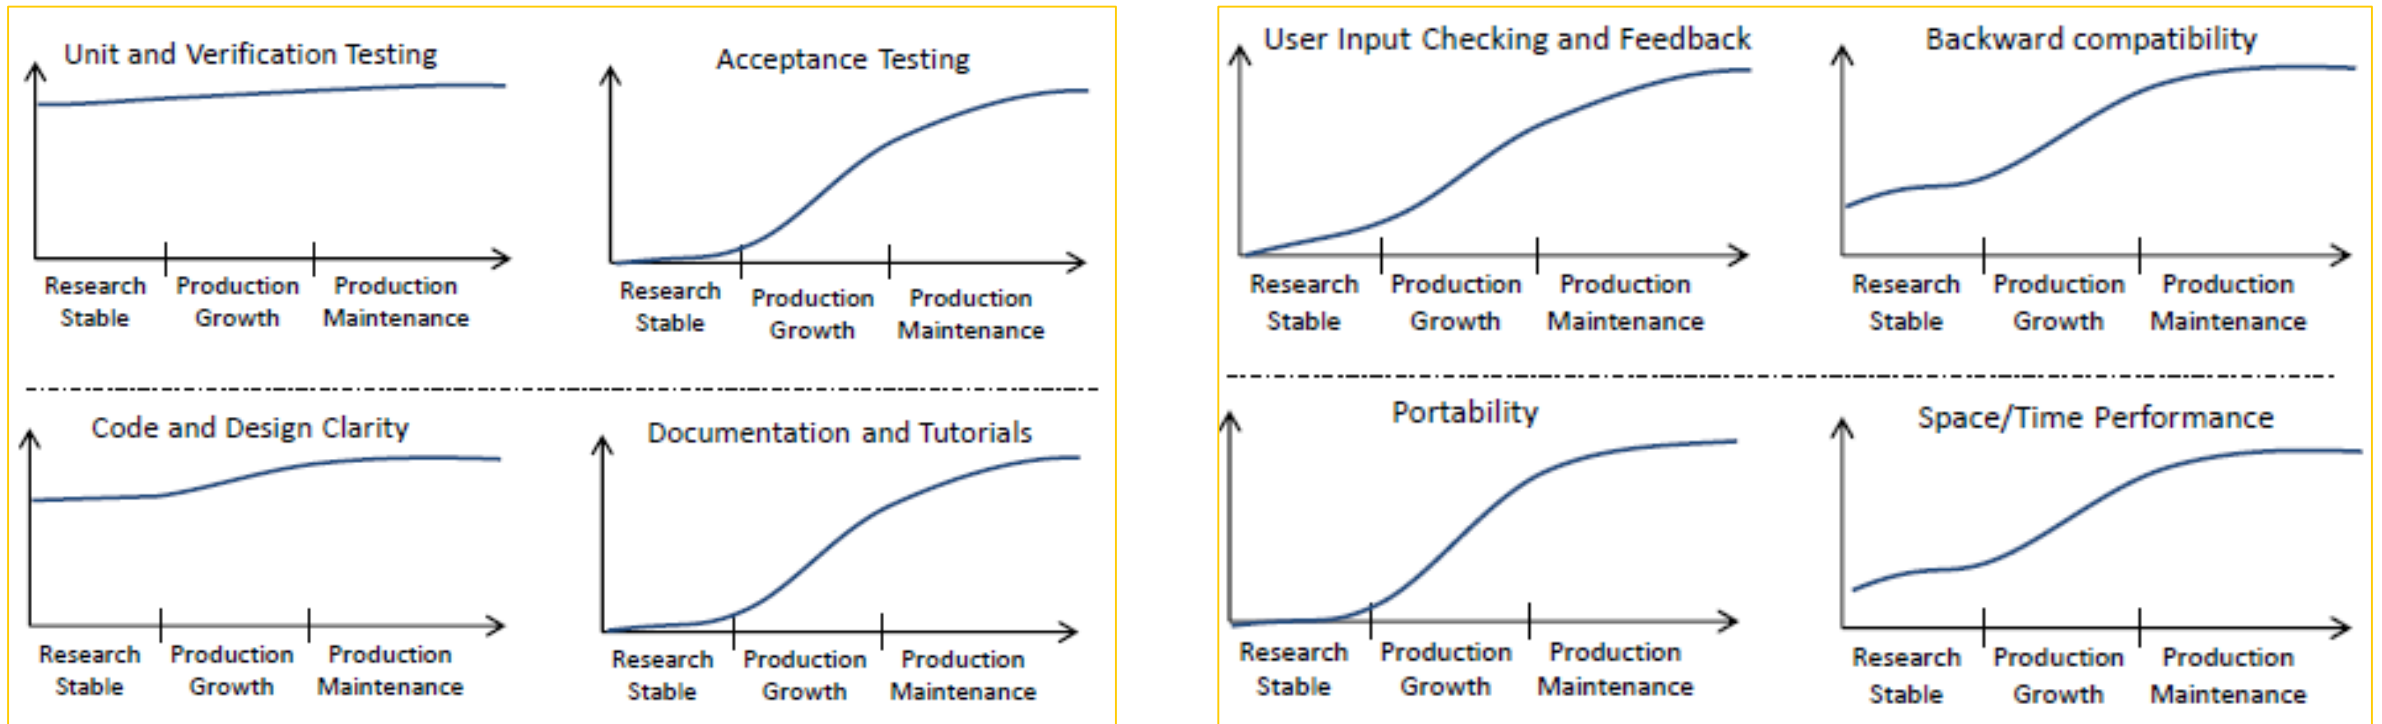 Unit and Verification Testing
Research Production Production
Stable Growth Maintenance
Acceptance Testing
Research Production Production
Stable Growth Maintenance
Code and Design Clarity
Research Production Production
Stable Growth Maintenance
Documentation and Tutorials
Research Production Production
Stable Growth Maintenance
User Input Checking and Feedback
Research Production Production
Stable Growth Maintenance
Backward compatibility
Research Production Production
Stable Growth Maintenance
Portability
Research Production Production
Stable Growth Maintenance
Space/Time Performance
Research Production Production
Stable Growth Maintenance